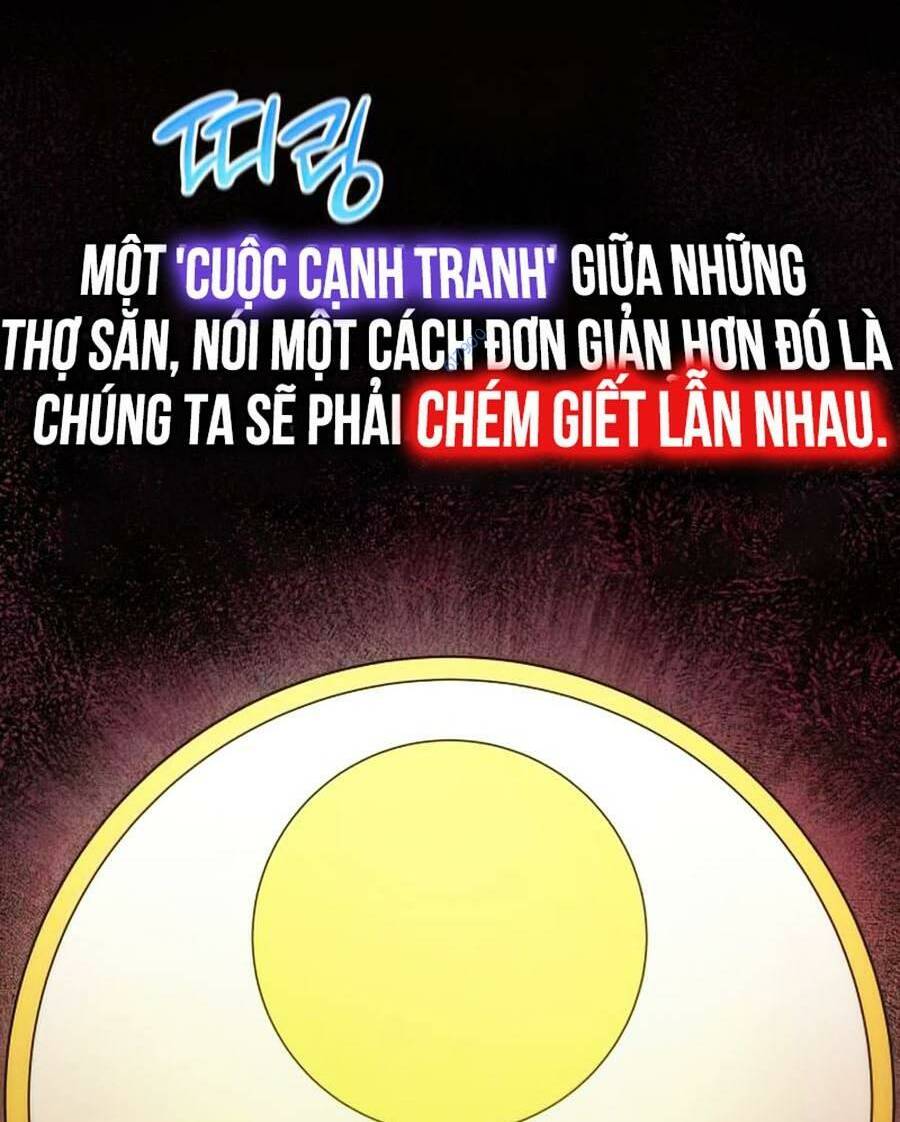 띠링
MỘT 'CUỘC CẠNH TRANH' GIỮA NHỮNG
THỢ SĂN, NÓI MỘT CÁCH ĐƠN GIẢN HƠN ĐÓ LÀ
CHÚNG TA SẼ PHẢI CHÉM GIẾT LẪN NHAU.